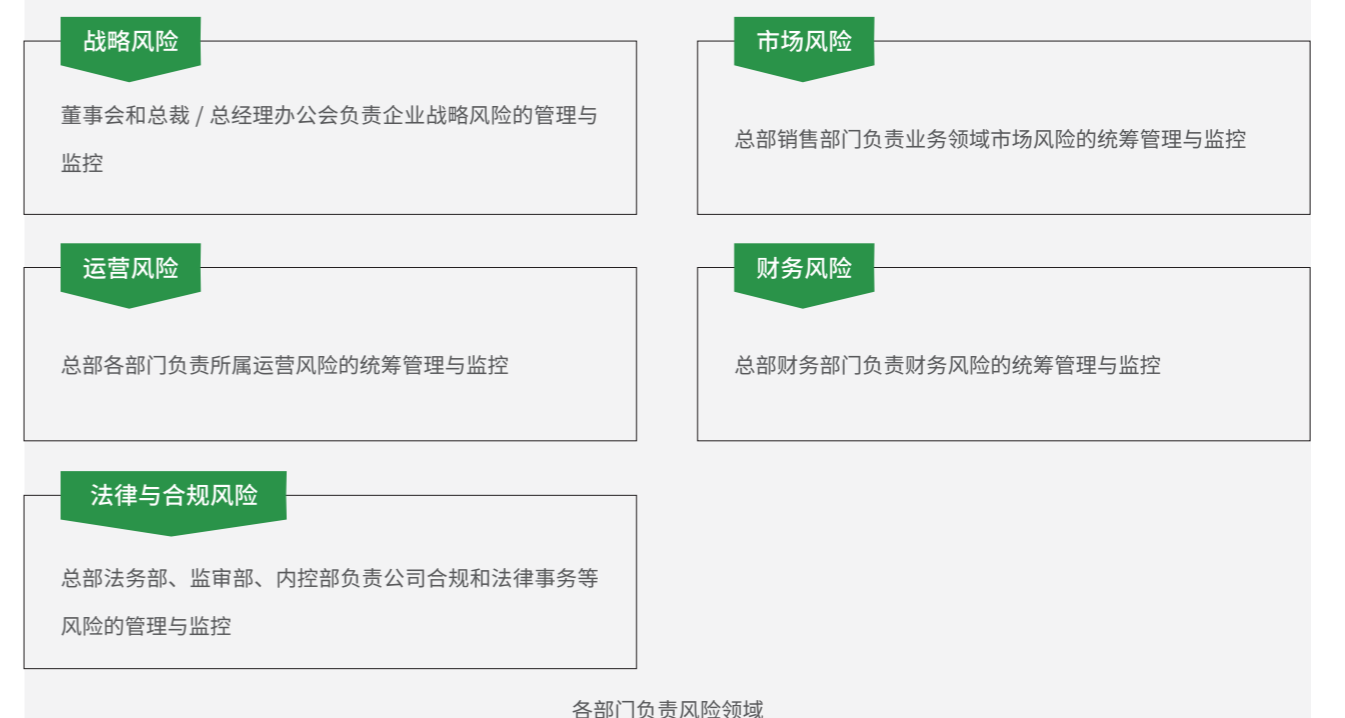 战略风险
董事会和总裁 / 总经理办公会负责企业战略风险的管理与
监控
市场风险
总部销售部门负责业务领域市场风险的统筹管理与监控
运营风险
总部各部门负责所属运营风险的统筹管理与监控
财务风险
总部财务部门负责财务风险的统筹管理与监控
法律与合规风险
总部法务部、监审部、内控部负责公司合规和法律事务等
风险的管理与监控
各部门负责风险领域